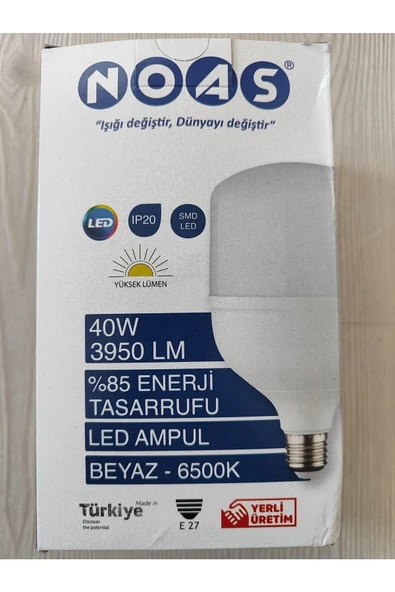 NOAS®
"Işığı değiştir, Dünyayı değiştir"
LED
IP20
SMD
LED
YÜKSEK LÜMEN
40W
3950 LM
%85 ENERJİ
TASARRUFU
LED AMPUL
BEYAZ - 6500K
Made in
Türkiye
Discover
the potential
E 27
YERLİ
ÜRETİM